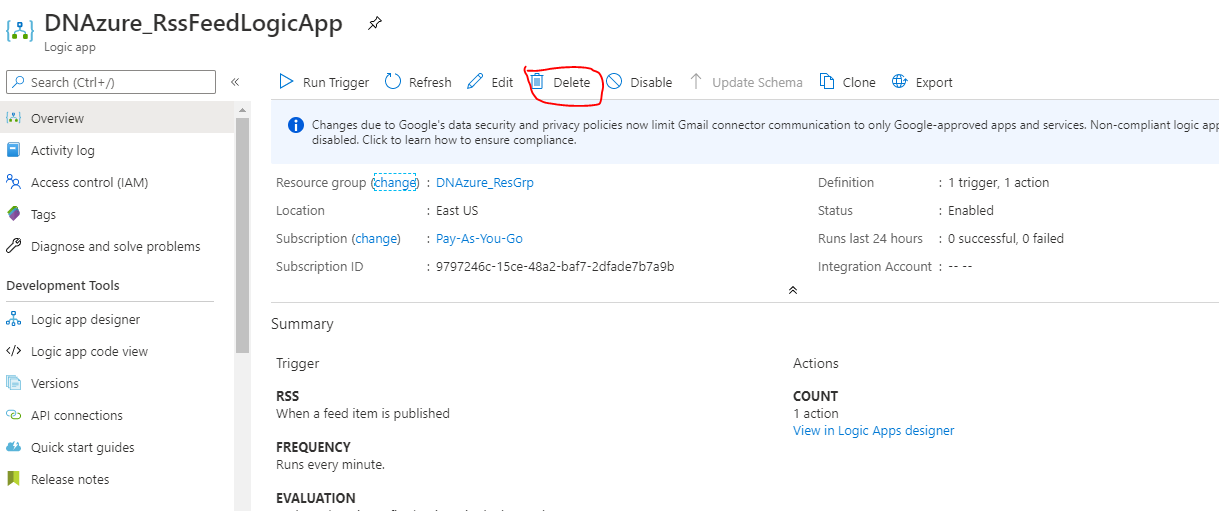 DNAzure_RssFeedLogicApp
Logic app
Search (Ctrl+/)
Run Trigger Refresh Edit Delete Disable Update Schema Clone Export
Overview
Activity log
Access control (IAM)
Tags
Diagnose and solve problems
Development Tools
Logic app designer
Logic app code view
Versions
API connections
Quick start guides
Release notes
Changes due to Google's data security and privacy policies now limit Gmail connector communication to only Google-approved apps and services. Non-compliant logic app
disabled. Click to learn how to ensure compliance.
Resource group (change) : DNAzure_ResGrp
Location : East US
Subscription (change) : Pay-As-You-Go
Subscription ID : 9797246c-15ce-48a2-baf7-2dfade7b7a9b
Definition : 1 trigger, 1 action
Status : Enabled
Runs last 24 hours : 0 successful, 0 failed
Integration Account : -- --
Summary
Trigger
RSS
When a feed item is published
FREQUENCY
Runs every minute.
EVALUATION
Actions
COUNT
1 action
View in Logic Apps designer